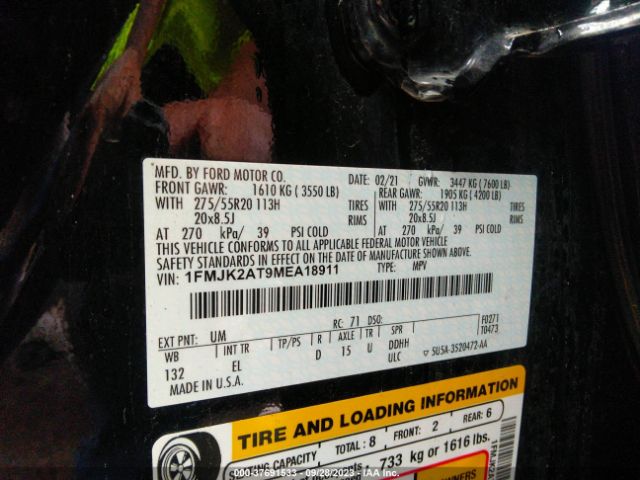 MFD. BY FORD MOTOR CO.
DATE: 02/21 GVWR: 3447 KG ( 7600 LB)
FRONT GAWR: 1610 KG ( 3550 LB) REAR GAWR: 1905 KG ( 4200 LB)
WITH 275/55R20 113H TIRES WITH 275/55R20 113H TIRES
20x8.5J RIMS 20x8.5J RIMS
AT 270 kPa/ 39 PSI COLD AT 270 kPa/ 39 PSI COLD
THIS VEHICLE CONFORMS TO ALL APPLICABLE FEDERAL MOTOR VEHICLE
SAFETY STANDARDS IN EFFECT ON THE DATE OF MANUFACTURE SHOWN ABOVE.
VIN: 1FMJK2AT9MEA18911 TYPE: MPV
F0271
T0473
EXT PNT: UM RC: 71 DSO:
WB INT TR TP/PS R AXLE TR SPR
132 EL D 15 U DDHH
ULC 5U5A-3520472-AA
MADE IN U.S.A.
TIRE AND LOADING INFORMATION
SEATING CAPACITY TOTAL: 8 FRONT: 2 REAR: 6
733 kg or 1616 lbs.
OWNERS
000-37691533 - 09/28/2023 - IAA Inc.